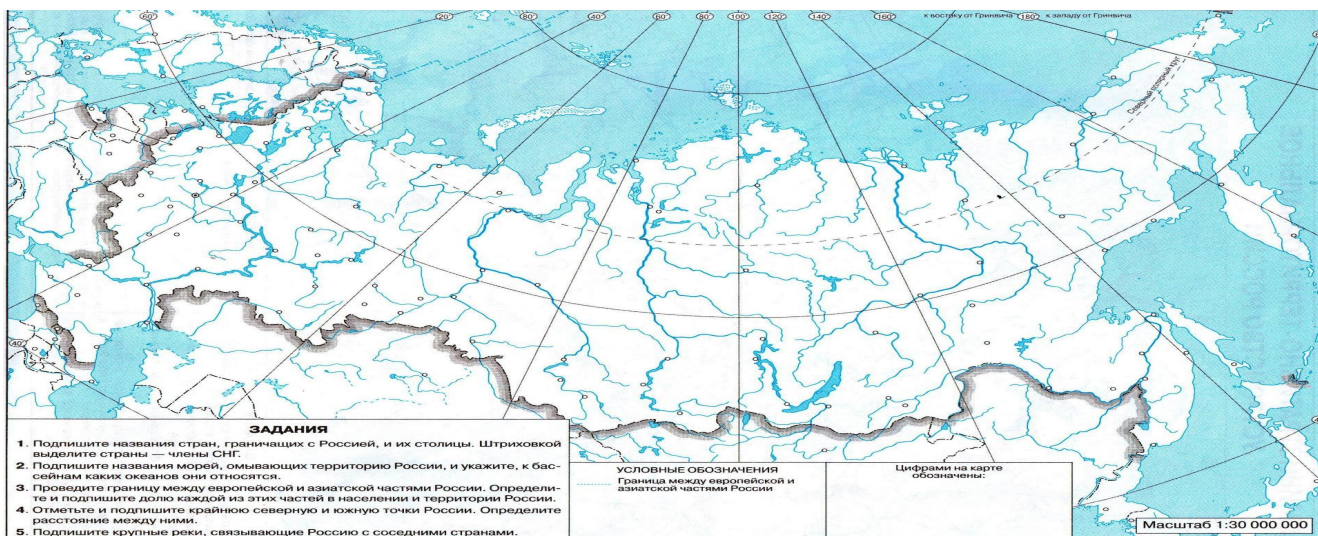 60° 20° 80° 40° 60° 80° 100° 120° 140° 160° к востоку от Гринвича 180° к западу от Гринвича
Северный полярный круг
40
ЗАДАНИЯ
1. Подпишите названия стран, граничащих с Россией, и их столицы. Штриховкой
выделите страны — члены СНГ.
2. Подпишите названия морей, омывающих территорию России, и укажите, к бас-
сейнам каких океанов они относятся.
3. Проведите границу между европейской и азиатской частями России. Определи-
те и подпишите долю каждой из этих частей в населении и территории России.
4. Отметьте и подпишите крайнюю северную и южную точки России. Определите
расстояние между ними.
5. Подпишите крупные реки, связывающие Россию с соседними странами.
УСЛОВНЫЕ ОБОЗНАЧЕНИЯ
Граница между европейской и
азиатской частями России
Цифрами на карте
обозначены:
Масштаб 1:30 000 000